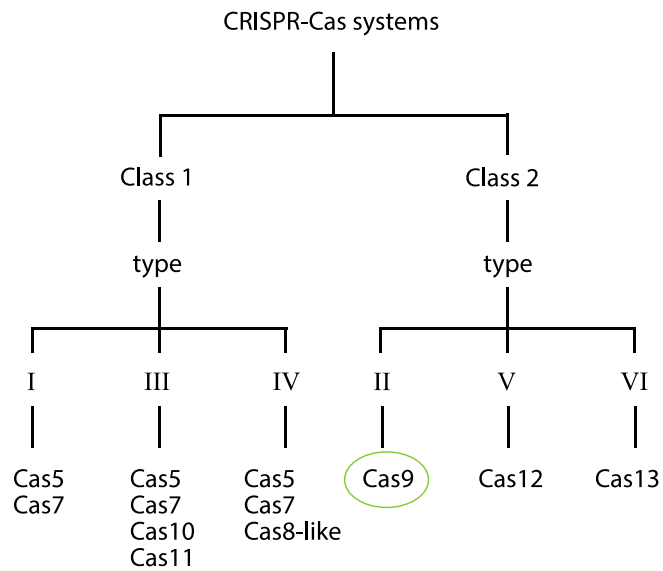 CRISPR-Cas systems
Class 1
Class 2
type
type
I
III
IV
II
V
VI
Cas5
Cas7
Cas5
Cas7
Cas10
Cas11
Cas5
Cas7
Cas8-like
Cas9
Cas12
Cas13